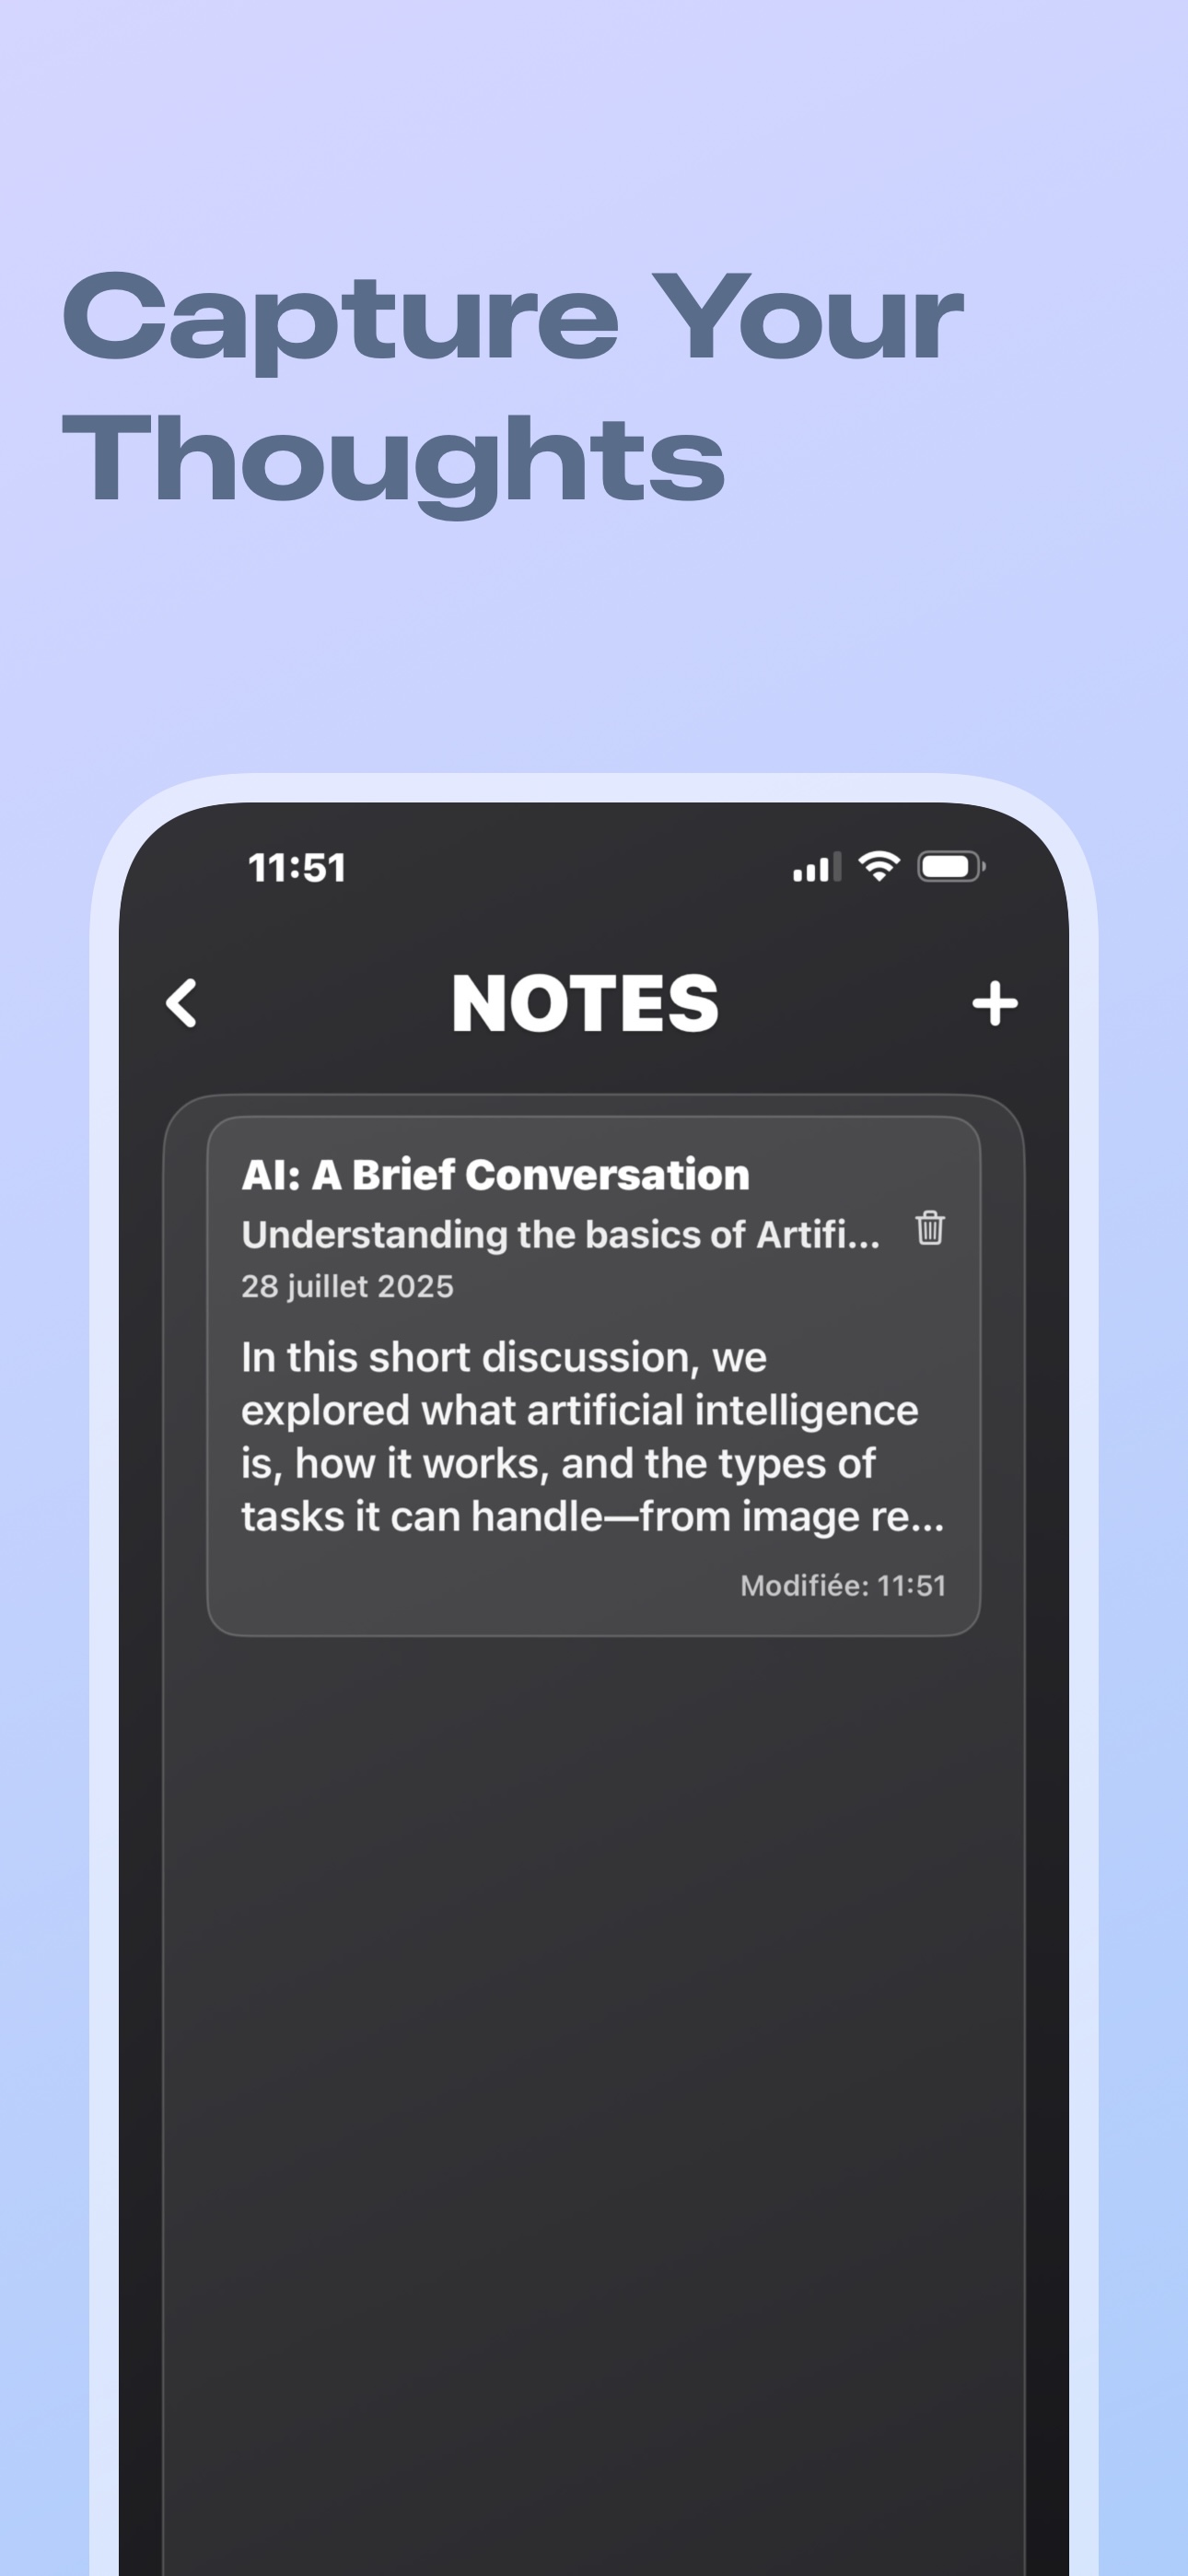 Capture Your
Thoughts
11:51
NOTES
AI: A Brief Conversation
Understanding the basics of Artifi...
28 juillet 2025
In this short discussion, we
explored what artificial intelligence
is, how it works, and the types of
tasks it can handle—from image re...
Modifiée: 11:51